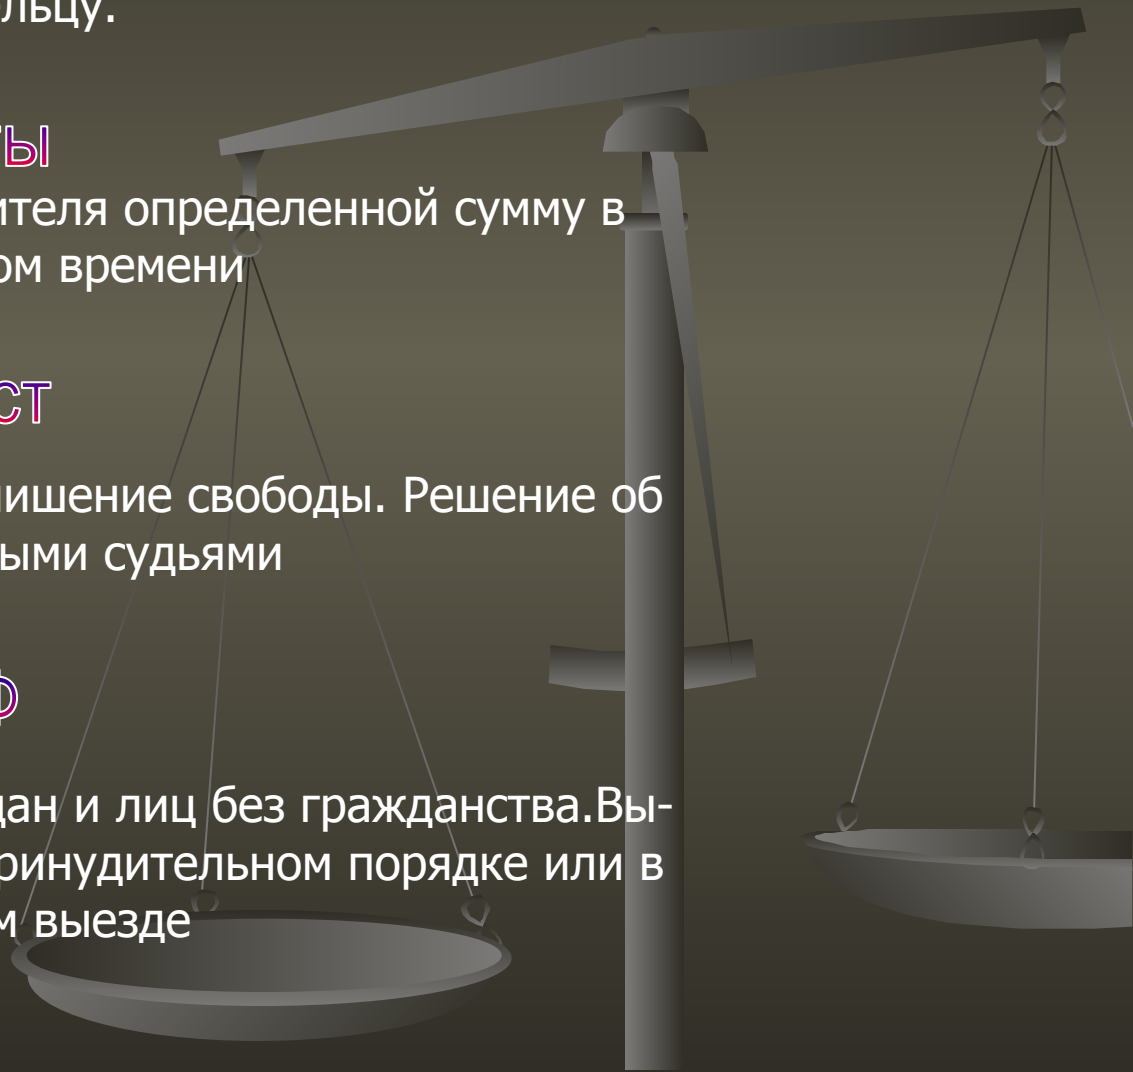 льцу.
ты
ителя определенной сумму в
ом времени
ст
лишение свободы. Решение об
ыми судьями
Ф
дан и лиц без гражданства.Вы-
ринудительном порядке или в
м выезде